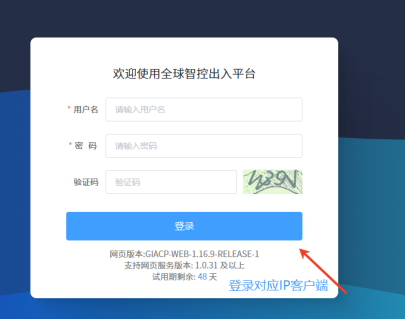 欢迎使用全球智控出入平台
* 用户名 请输入用户名
* 密 码 请输入密码
验证码 验证码
登录
网页版本:GIACP-WEB-1.16.9-RELEASE-1
支持网页服务版本: 1.0.31 及以上
试用期剩余: 48 天
登录对应IP客户端